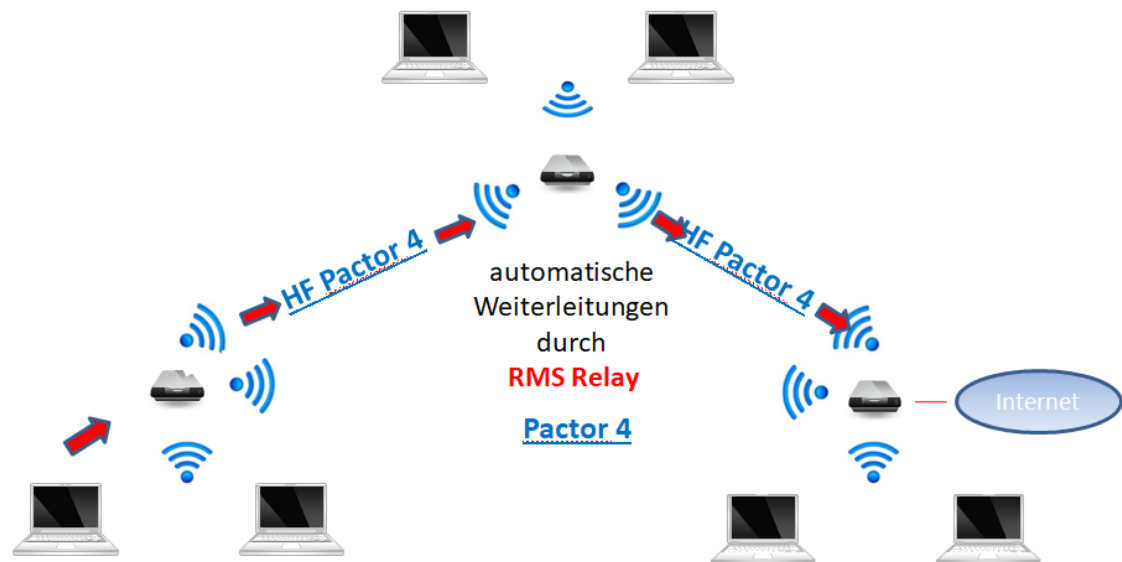 HF Pactor 4
HF Pactor 4
automatische
Weiterleitungen
durch
RMS Relay
Pactor 4
Internet